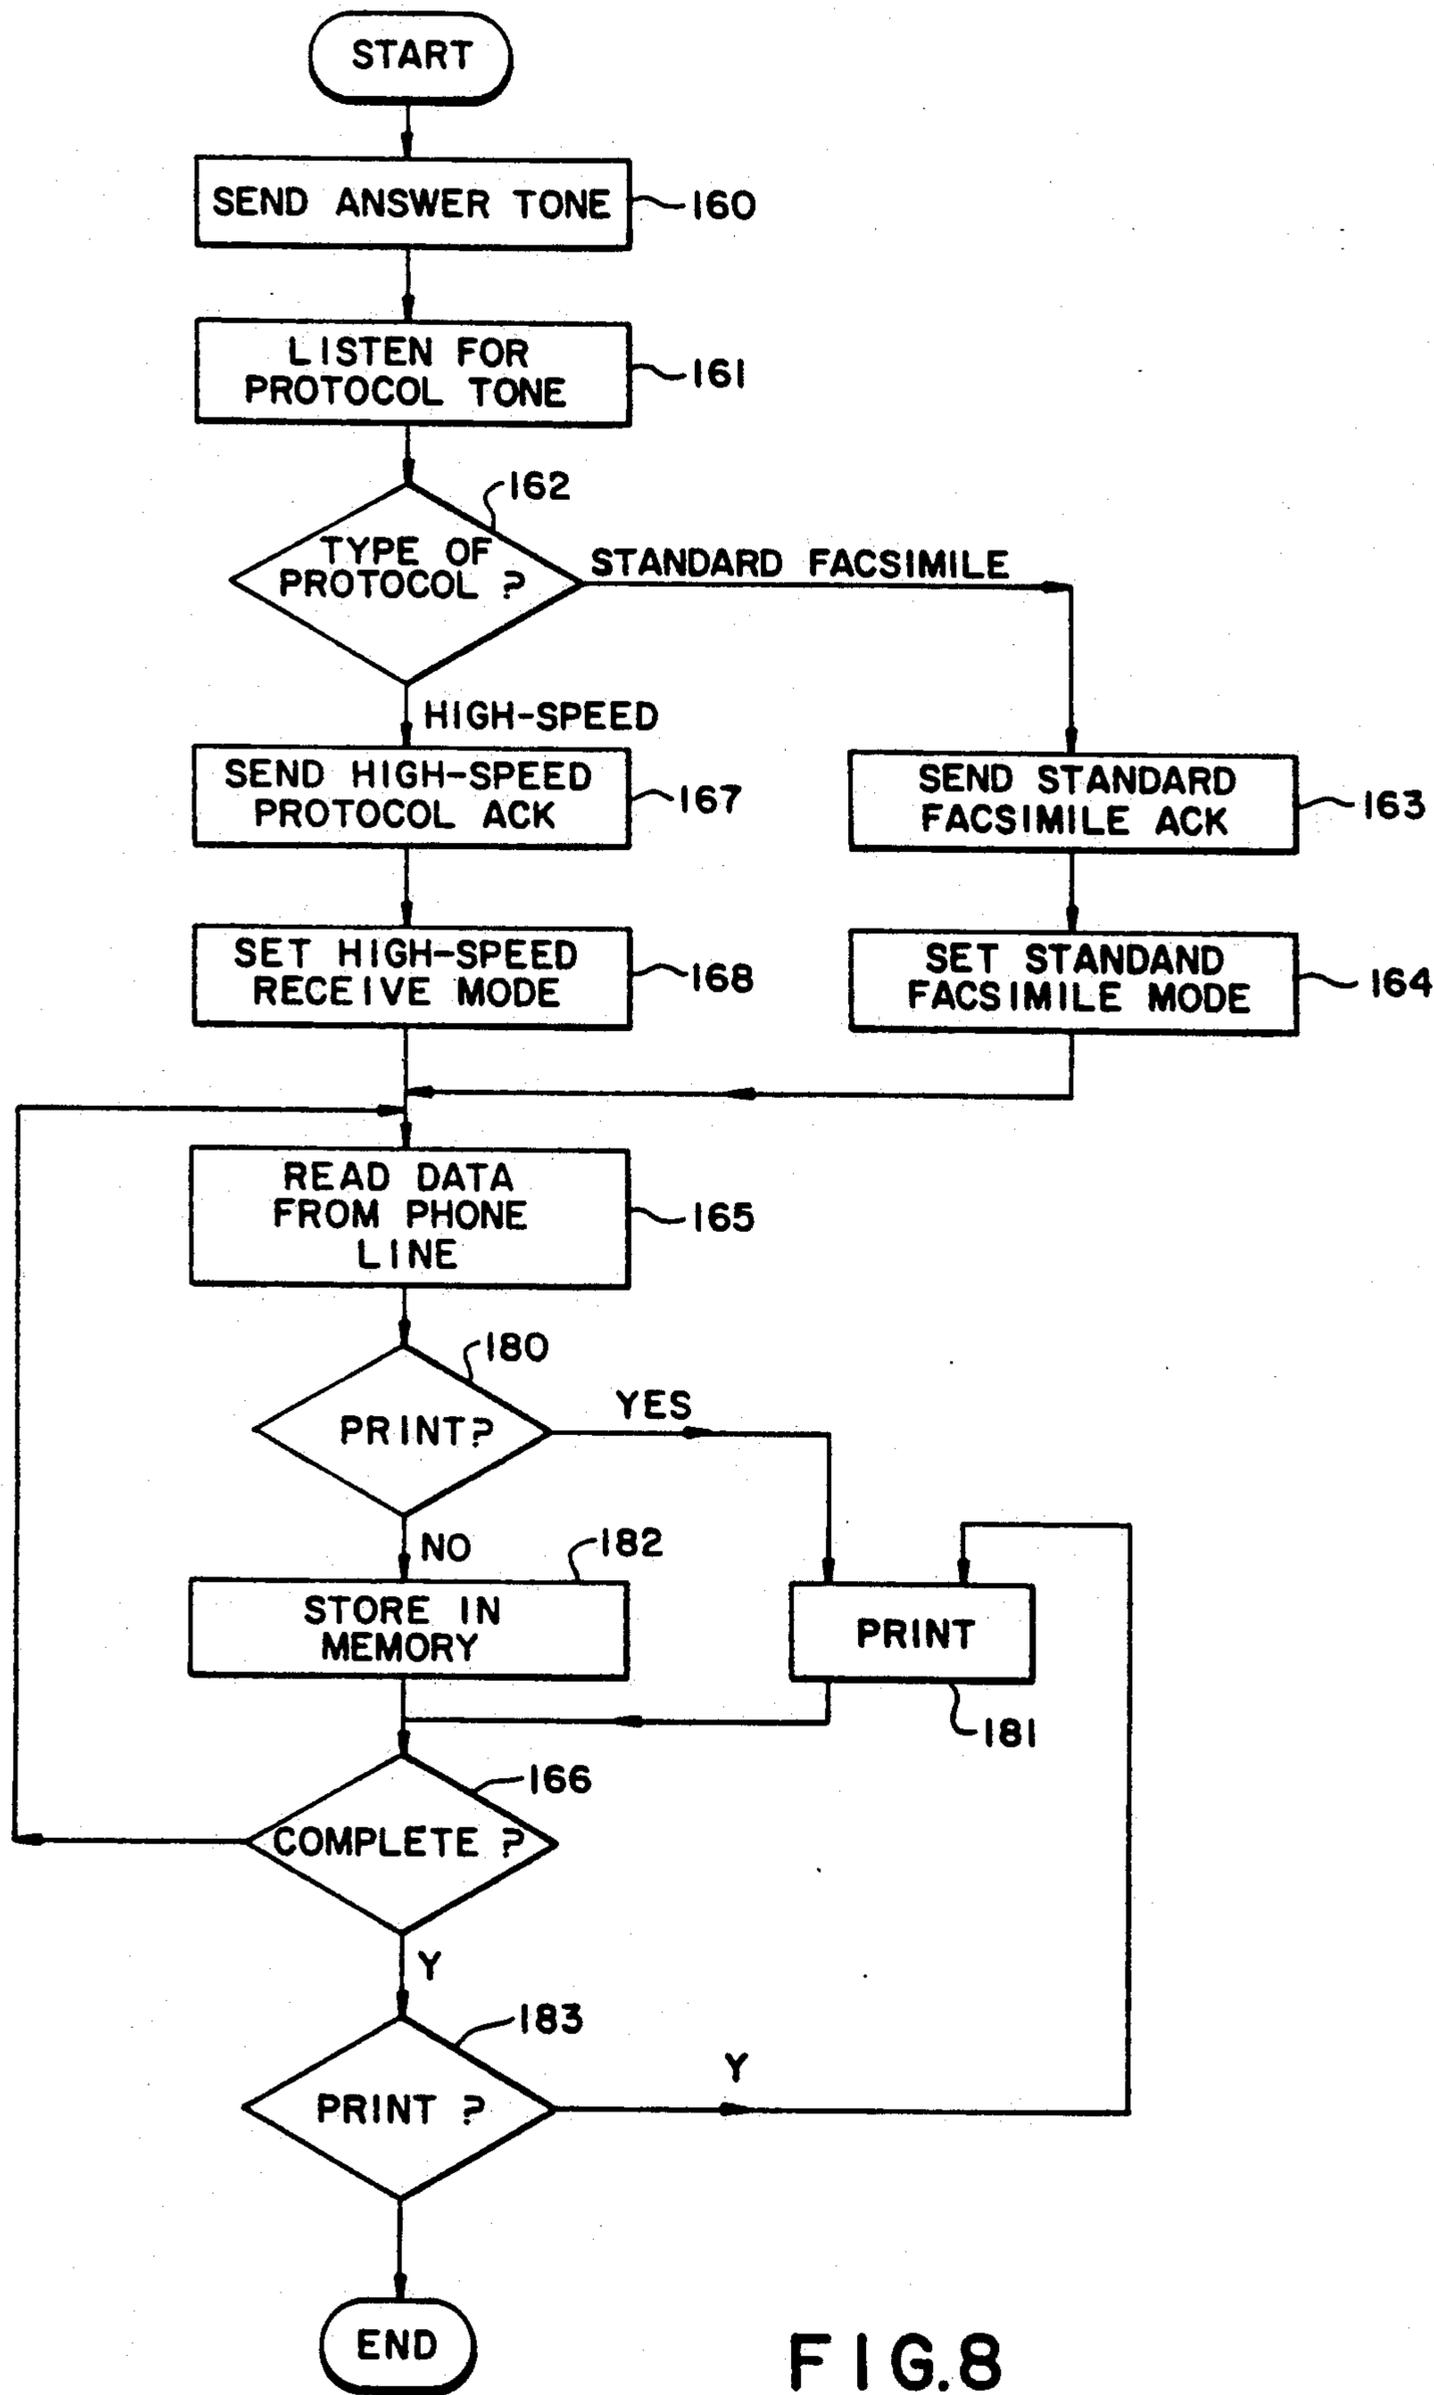 START
SEND ANSWER TONE
160
LISTEN FOR
PROTOCOL TONE
161
162
TYPE OF
PROTOCOL ?
STANDARD FACSIMILE
HIGH-SPEED
SEND HIGH-SPEED
PROTOCOL ACK
167
SEND STANDARD
FACSIMILE ACK
163
SET HIGH-SPEED
RECEIVE MODE
168
SET STANDAND
FACSIMILE MODE
164
READ DATA
FROM PHONE
LINE
165
180
PRINT?
YES
NO
182
STORE IN
MEMORY
PRINT
181
166
COMPLETE ?
Y
183
PRINT ?
Y
END
FIG.8